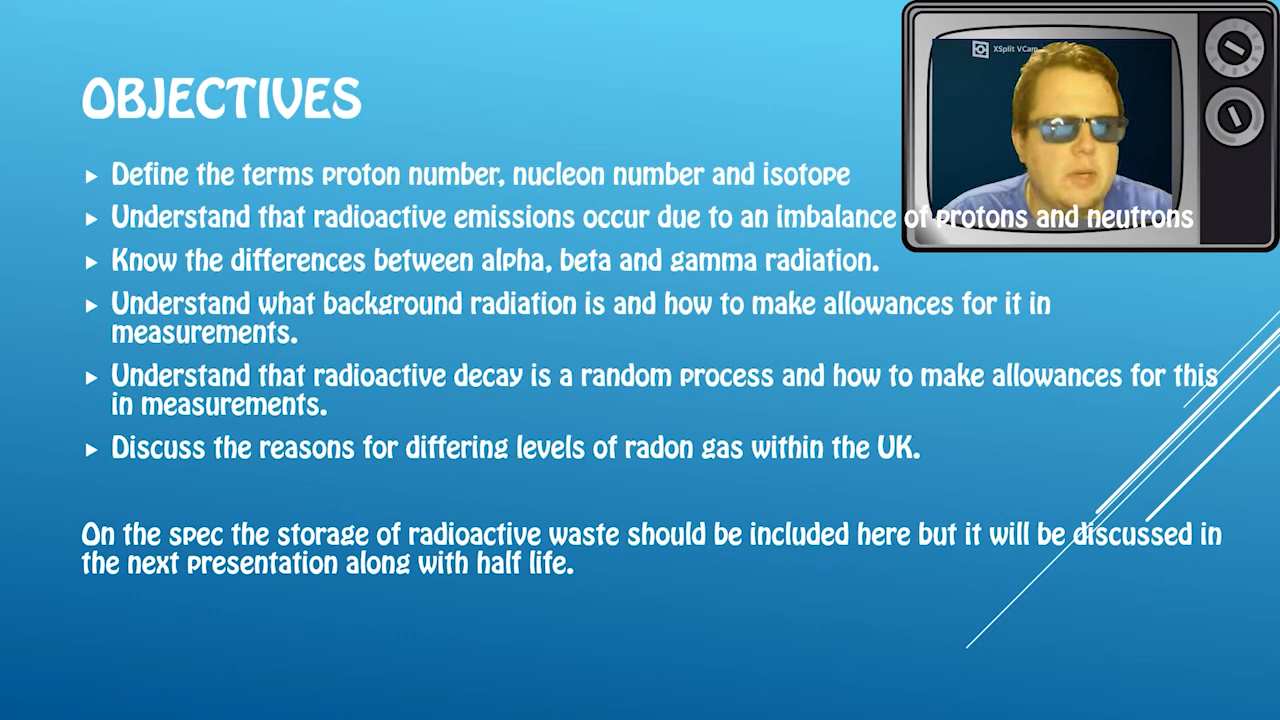 XSplit VCam
OBJECTIVES
Define the terms proton number, nucleon number and isotope
Understand that radioactive emissions occur due to an imbalance of protons and neutrons
Know the differences between alpha, beta and gamma radiation.
Understand what background radiation is and how to make allowances for it in
measurements.
Understand that radioactive decay is a random process and how to make allowances for this
in measurements.
Discuss the reasons for differing levels of radon gas within the UK.
On the spec the storage of radioactive waste should be included here but it will be discussed in
the next presentation along with half life.